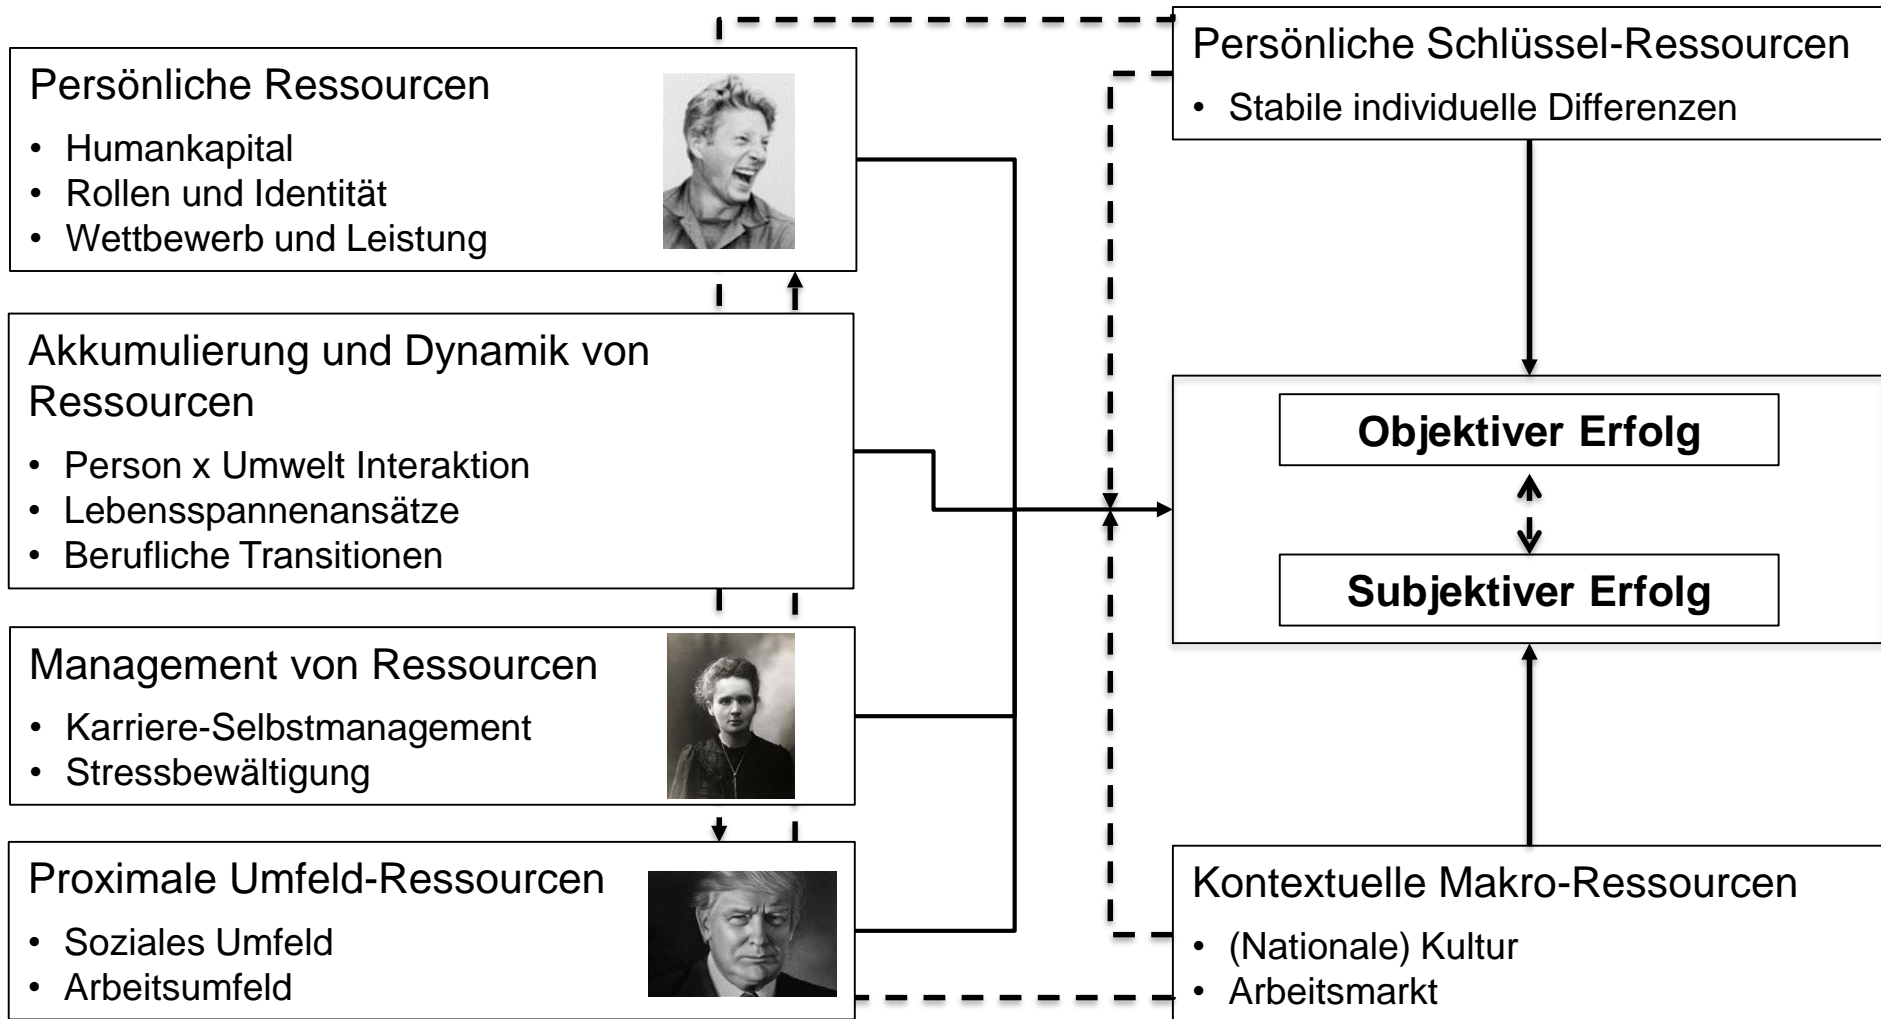 Persönliche Ressourcen
• Humankapital
• Rollen und Identität
• Wettbewerb und Leistung
Akkumulierung und Dynamik von
Ressourcen
• Person x Umwelt Interaktion
• Lebensspannenansätze
• Berufliche Transitionen
Management von Ressourcen
• Karriere-Selbstmanagement
• Stressbewältigung
Proximale Umfeld-Ressourcen
• Soziales Umfeld
• Arbeitsumfeld
Persönliche Schlüssel-Ressourcen
• Stabile individuelle Differenzen
Objektiver Erfolg
Subjektiver Erfolg
Kontextuelle Makro-Ressourcen
• (Nationale) Kultur
• Arbeitsmarkt